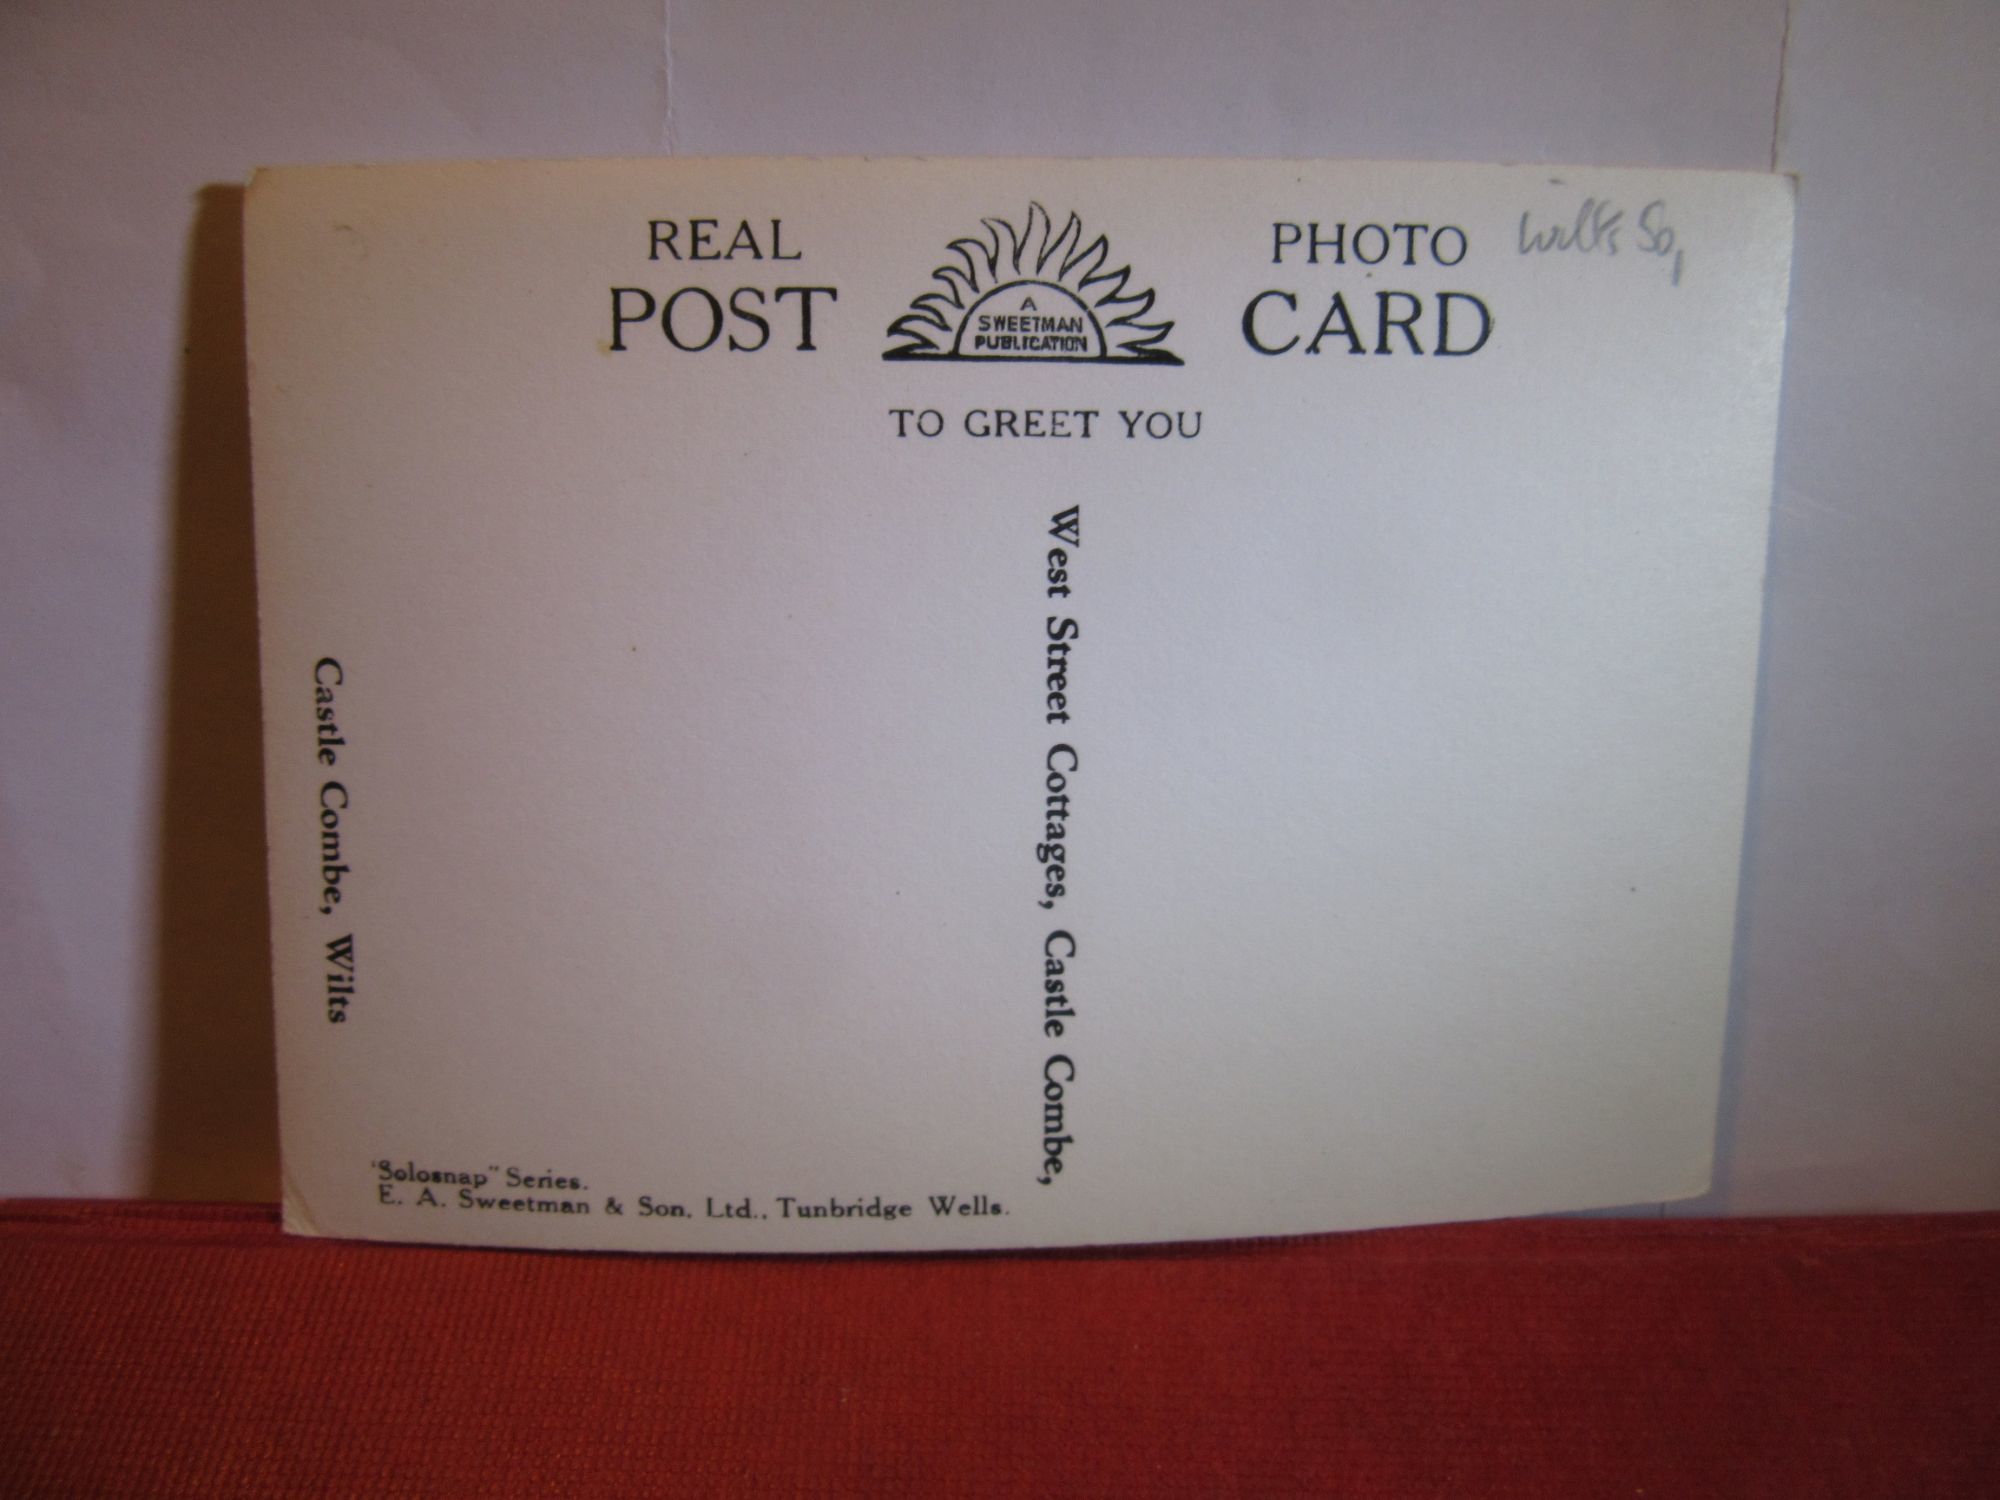 REAL PHOTO
POST CARD
A
SWEETMAN
PUBLICATION
TO GREET YOU
West Street Cottages, Castle Combe,
Castle Combe, Wilts
'Solosnap" Series.
E. A. Sweetman & Son, Ltd., Tunbridge Wells.
Wilts